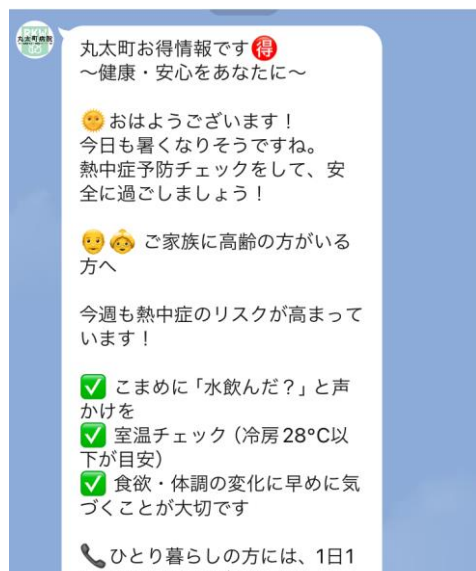 RKH
丸太町病院
丸太町お得情報です🉐
〜健康・安心をあなたに〜
🌞おはようございます！
今日も暑くなりそうですね。
熱中症予防チェックをして、安
全に過ごしましょう！
👴👵 ご家族に高齢の方がいる
方へ
今週も熱中症のリスクが高まって
います！
✅ こまめに「水飲んだ？」と声
かけを
✅ 室温チェック（冷房28°C以
下が目安）
✅ 食欲・体調の変化に早めに気
づくことが大切です
📞ひとり暮らしの方には、1日1